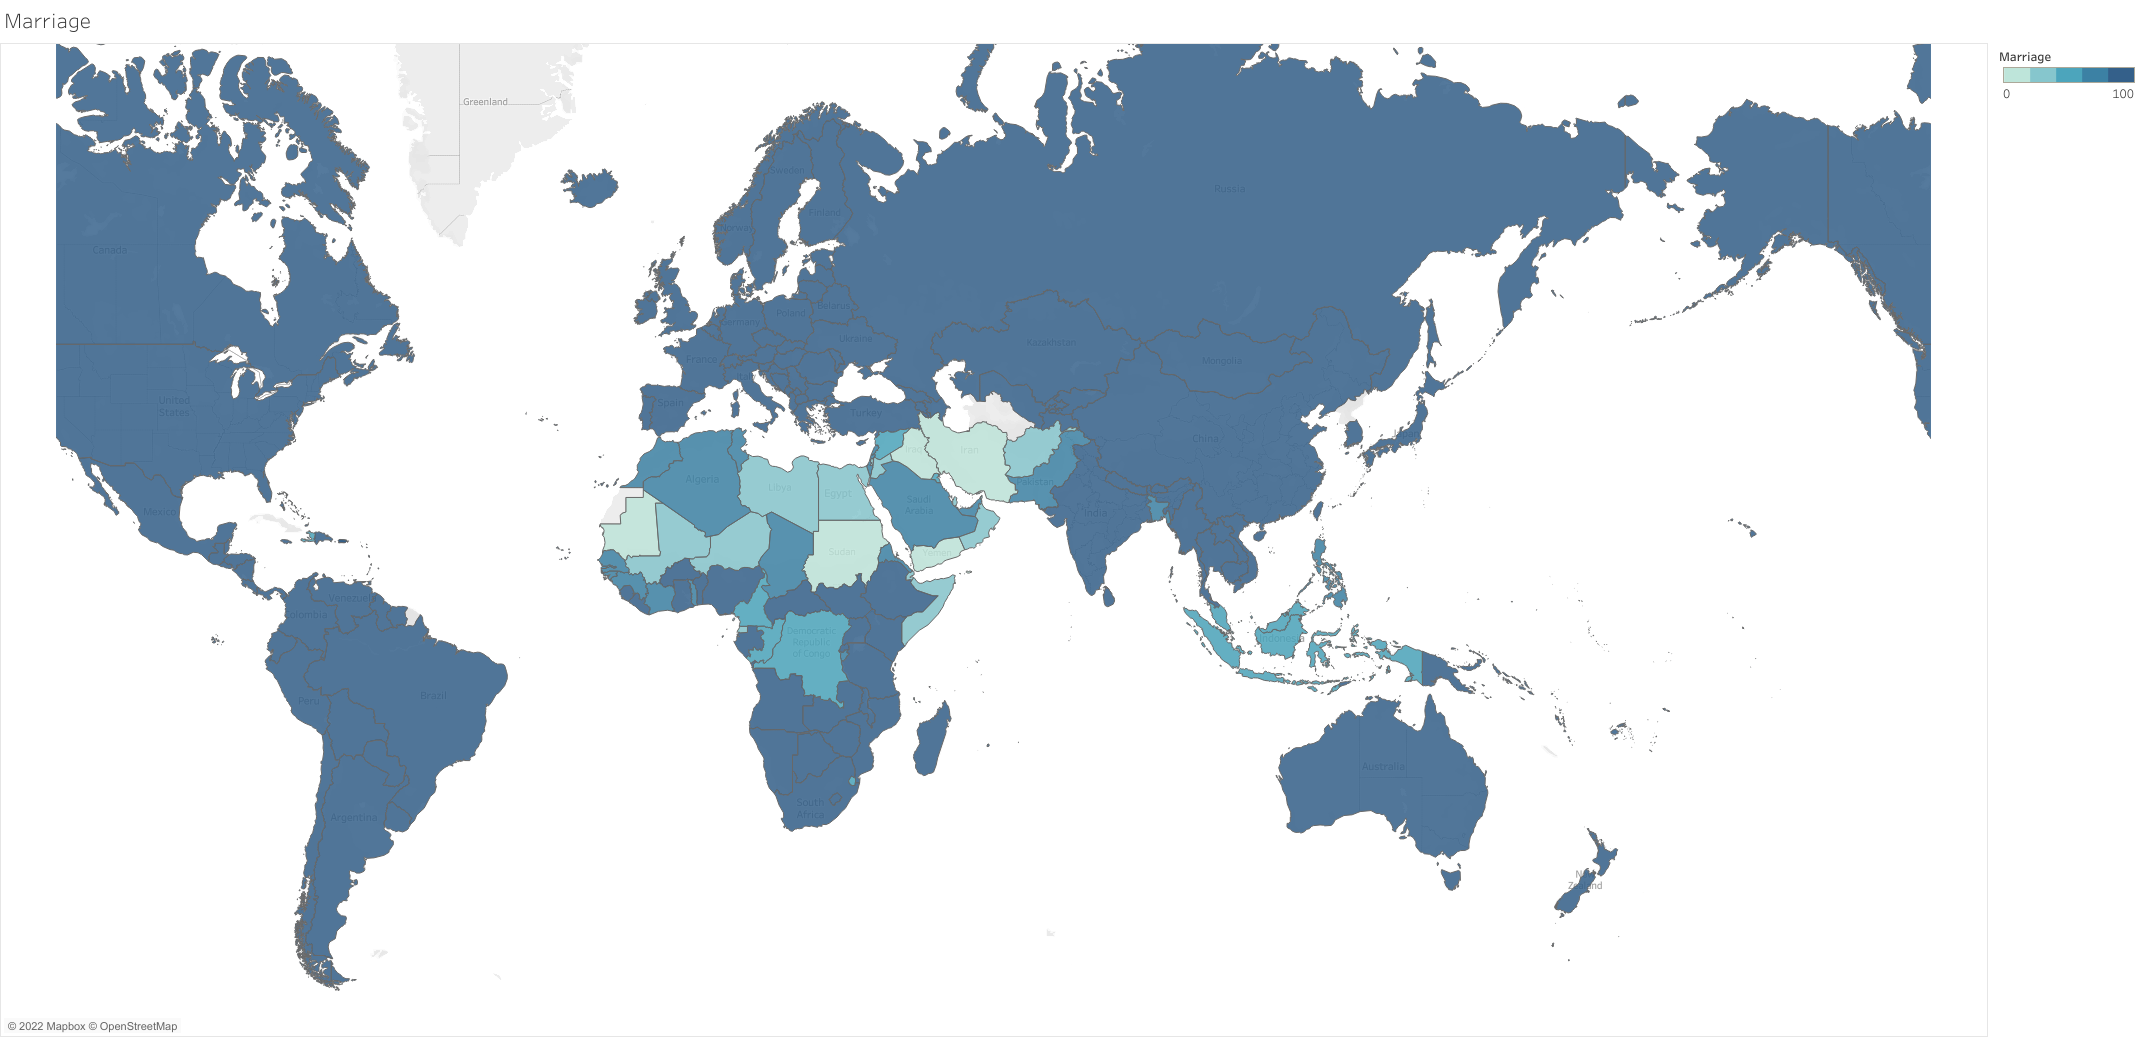 Marriage
Marriage
0 100
Greenland
Sweden
Russia
Finland
Norway
Canada
Belarus
Poland
Germany
Ukraine
Kazakhstan
France
Mongolia
United
States
Spain
Turkey
China
Iraq
Iran
Algeria
Libya
Egypt
Pakistan
Saudi
Arabia
Mexico
India
Sudan
Yemen
Venezuela
Colombia
Democratic
Republic
of Congo
Indonesia
Brazil
Peru
Australia
South
Africa
Argentina
New
Zealand
© 2022 Mapbox © OpenStreetMap